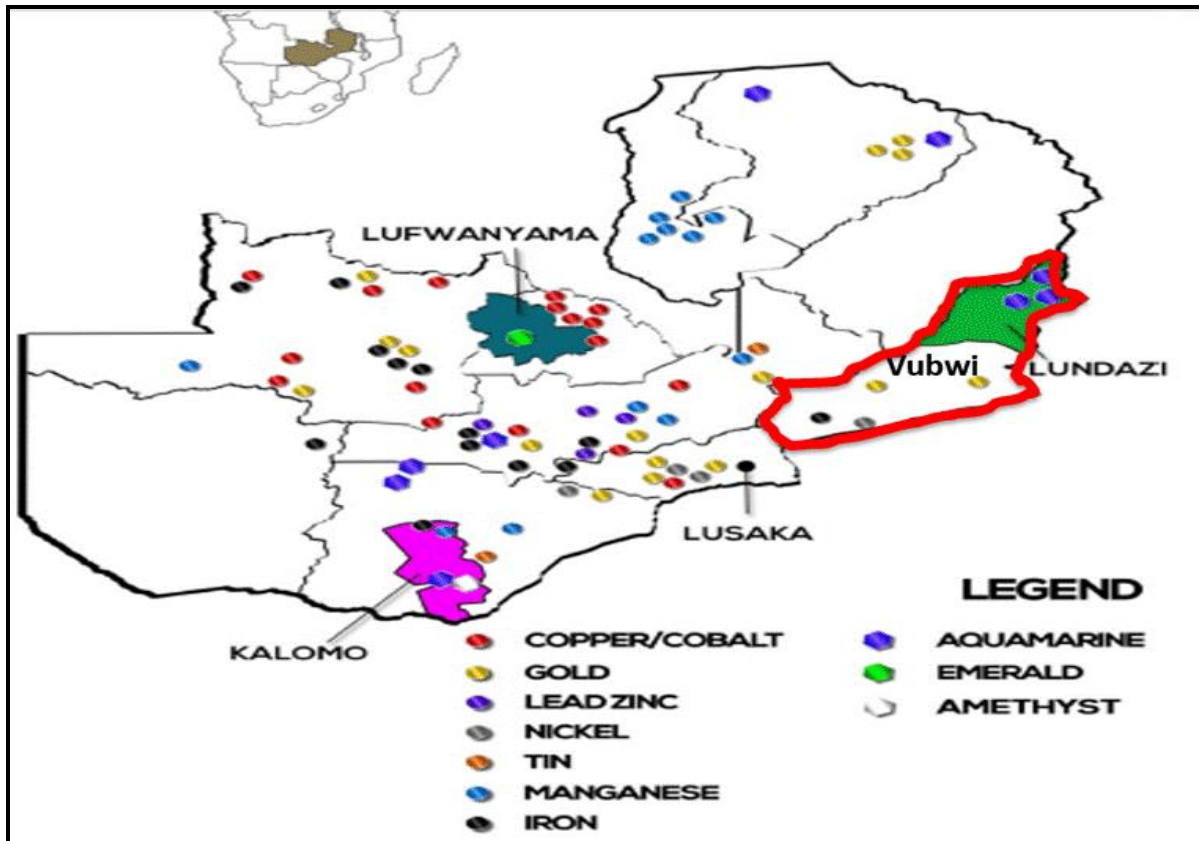 LUFWANYAMA
Vubwi
LUNDAZI
LUSAKA
KALOMO
LEGEND
COPPER/COBALT
GOLD
LEAD ZINC
NICKEL
TIN
MANGANESE
IRON
AQUAMARINE
EMERALD
AMETHYST